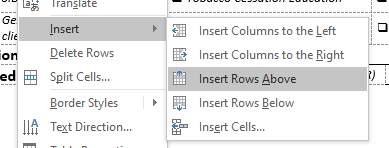 Translate
Tobacco Cessation Education
Insert
Delete Rows
Split Cells...
Border Styles
Text Direction...
Insert Columns to the Left
Insert Columns to the Right
Insert Rows Above
Insert Rows Below
Insert Cells...